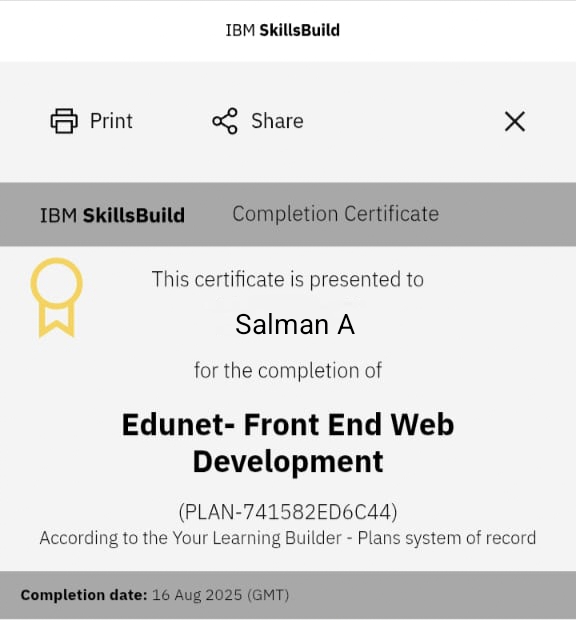 IBM SkillsBuild
Print
Share
IBM SkillsBuild
Completion Certificate
This certificate is presented to
Salman A
for the completion of
Edunet- Front End Web
Development
(PLAN-741582ED6C44)
According to the Your Learning Builder - Plans system of record
Completion date: 16 Aug 2025 (GMT)